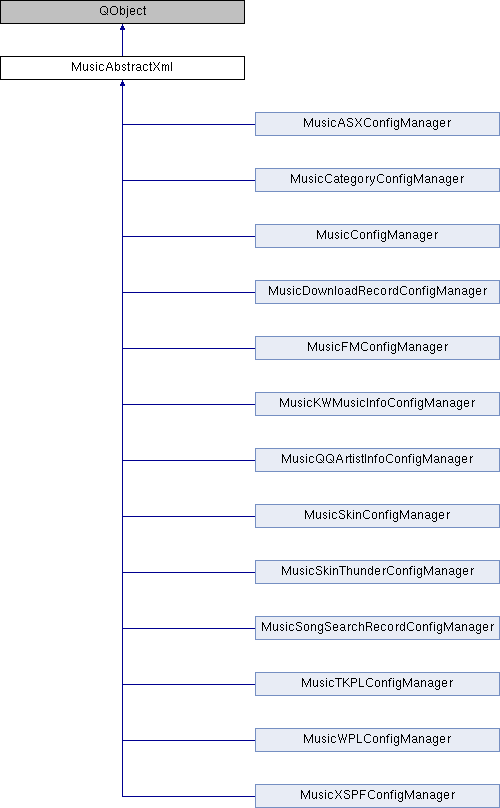 QObject
MusicAbstractXml
MusicASXConfigManager
MusicCategoryConfigManager
MusicConfigManager
MusicDownloadRecordConfigManager
MusicFMConfigManager
MusicKWMusicInfoConfigManager
MusicQQArtistInfoConfigManager
MusicSkinConfigManager
MusicSkinThunderConfigManager
MusicSongSearchRecordConfigManager
MusicTKPLConfigManager
MusicWPLConfigManager
MusicXSPFConfigManager